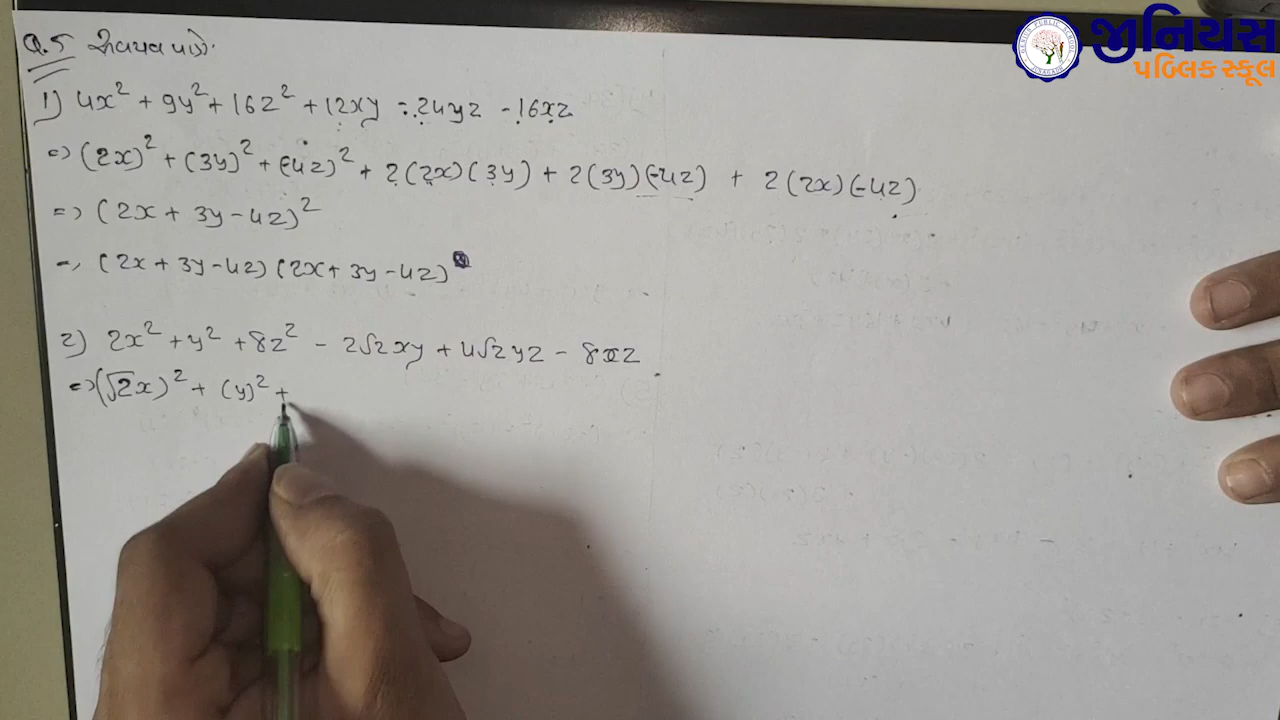 જીનિયસ
પબ્લિક સ્કૂલ
Q.5 અવયવ પાડો.
1) 4x² + 9y² + 16z² + 12xy - 24yz - 16xz
=> (2x)² + (3y)² + (-4z)² + 2(2x)(3y) + 2(3y)(-4z) + 2(2x)(-4z)
=> (2x + 3y - 4z)²
=> (2x + 3y - 4z) (2x + 3y - 4z)
2) 2x² + y² + 8z² - 2√2xy + 4√2yz - 8xz
=> (√2x)² + (y)² +